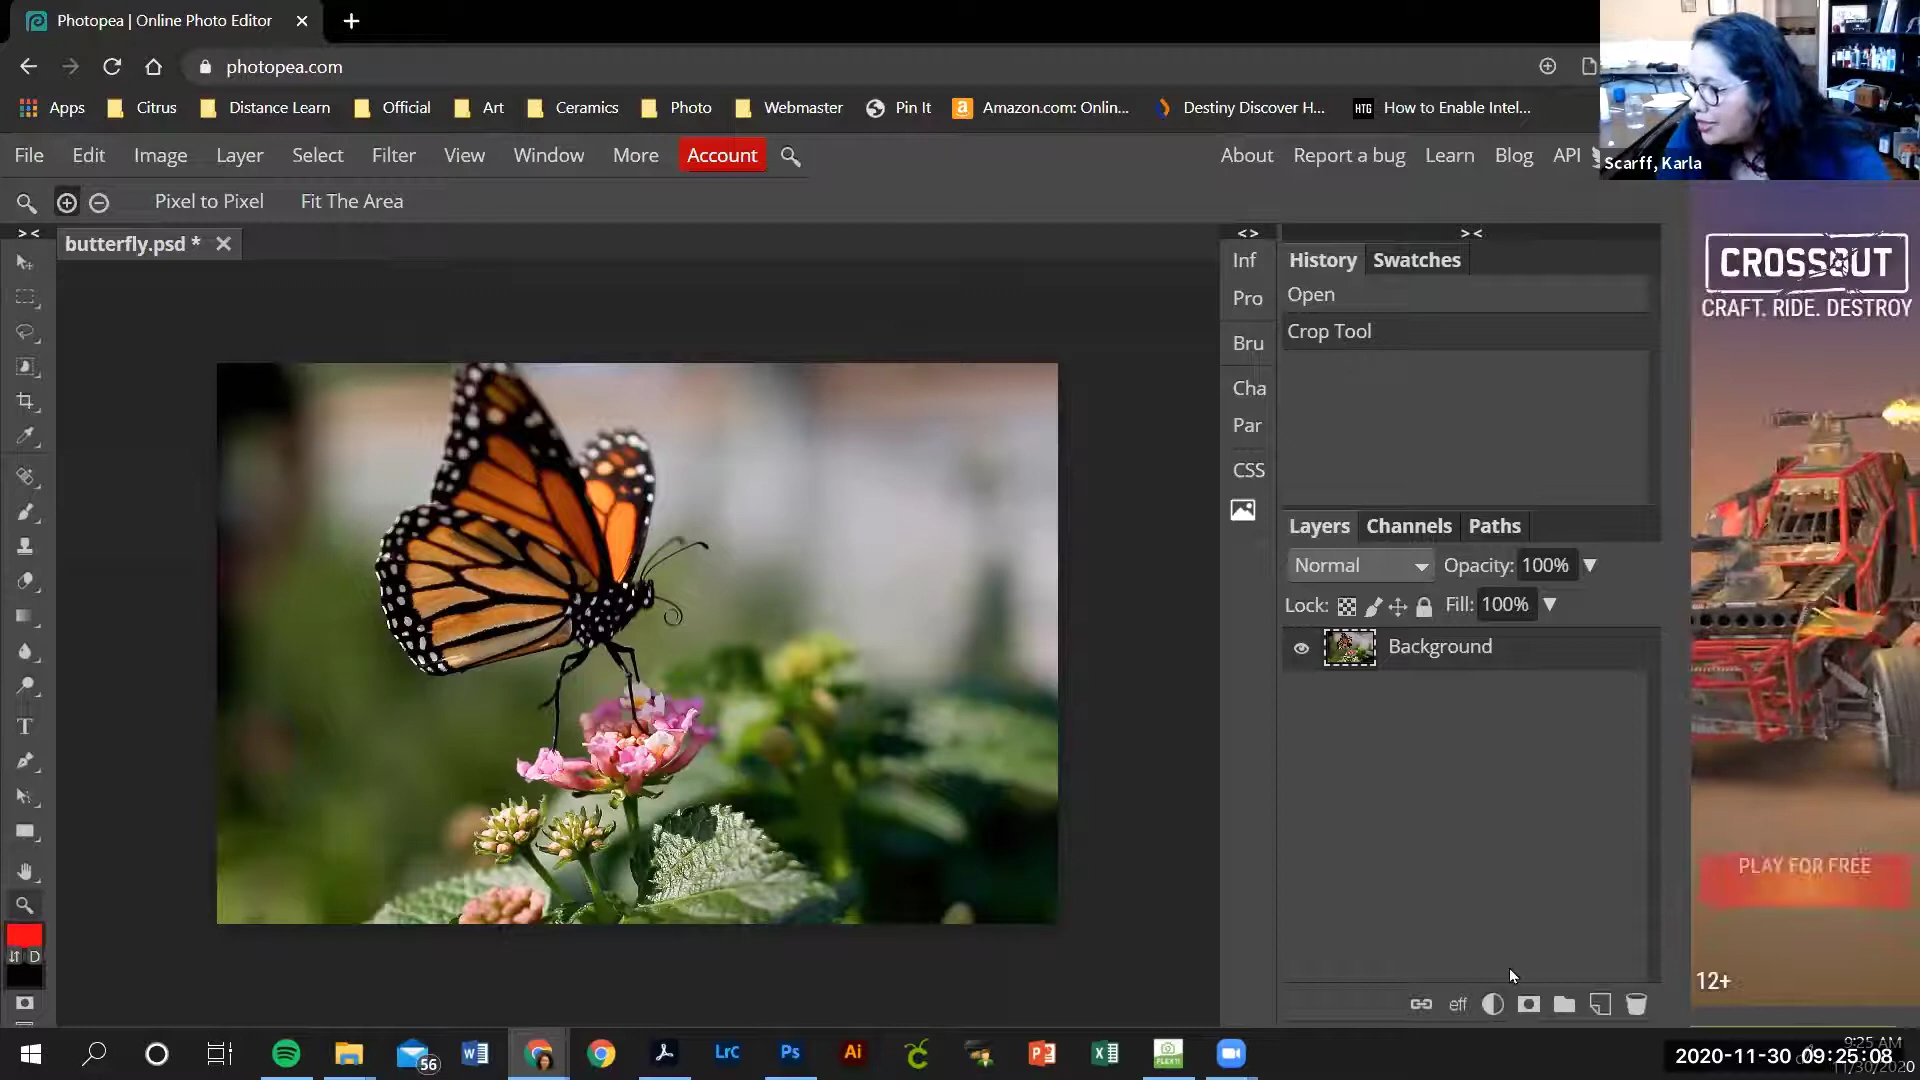 Photopea | Online Photo Editor
photopea.com
Apps Citrus Distance Learn Official Art Ceramics Photo Webmaster Pin It Amazon.com: Onlin... Destiny Discover H... HTG How to Enable Intel...
File Edit Image Layer Select Filter View Window More Account About Report a bug Learn Blog API
Scarff, Karla
Pixel to Pixel Fit The Area
> < butterfly.psd * < > > <
Inf History Swatches
Pro Open
Bru Crop Tool
Cha
Par
CSS
Layers Channels Paths
Normal Opacity: 100%
Lock: Fill: 100%
Background
T
D
eff
CROSSOUT
CRAFT. RIDE. DESTROY
PLAY FOR FREE
12+
56 LrC Ps Ai
9:25 AM
2020-11-30 09:25:08